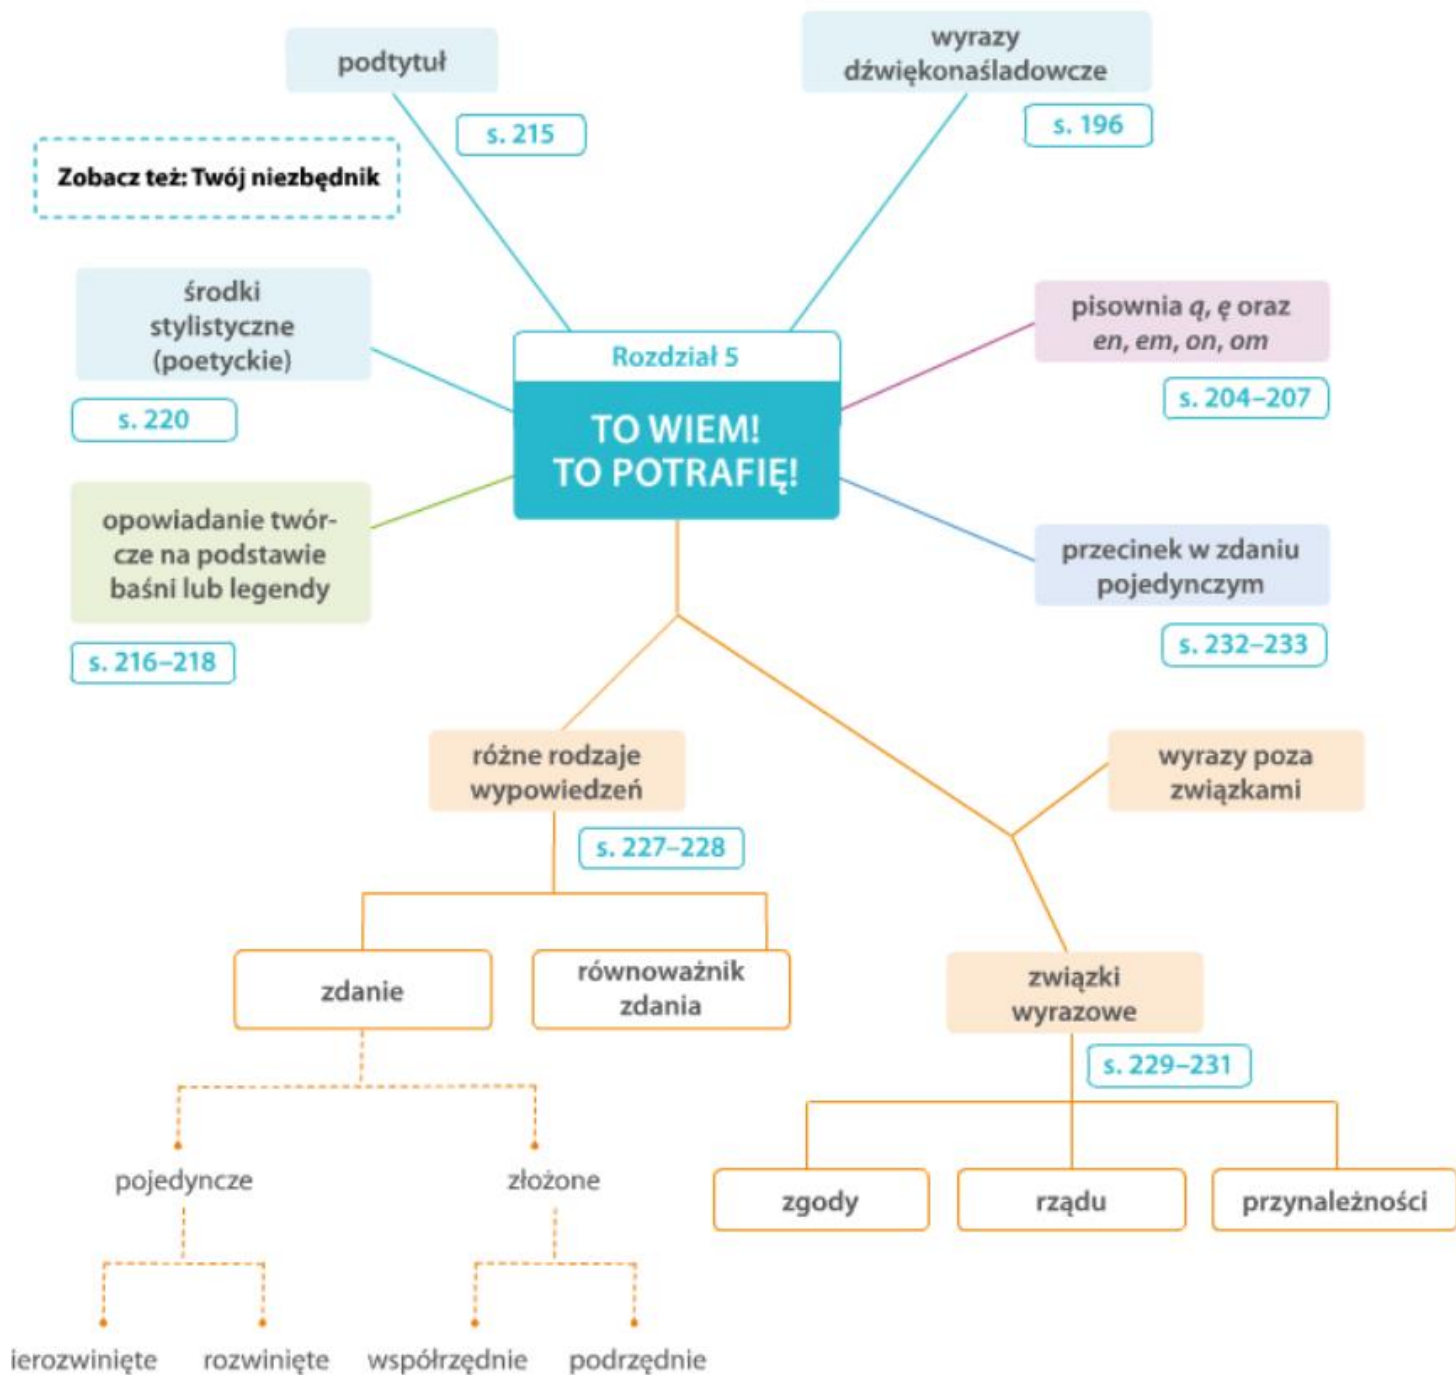 podtytuł
s. 215
wyrazy
dźwiękonaśladowcze
s. 196
Zobacz też: Twój niezbędnik
środki
stylistyczne
(poetyckie)
s. 220
Rozdział 5
TO WIEM!
TO POTRAFIĘ!
pisownia ą, ę oraz
en, em, on, om
s. 204–207
opowiadanie twór-
cze na podstawie
baśni lub legendy
s. 216–218
przecinek w zdaniu
pojedynczym
s. 232–233
różne rodzaje
wypowiedzeń
s. 227–228
wyrazy poza
związkami
zdanie
równoważnik
zdania
związki
wyrazowe
s. 229–231
pojedyncze
złożone
zgody
rządu
przynależności
ierozwinięte
rozwinięte
współrzędnie
podrzędnie